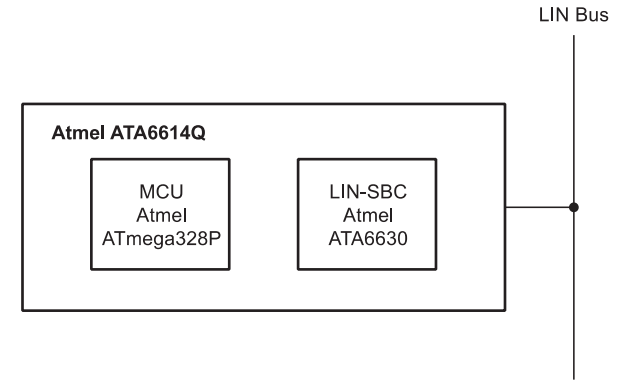 LIN Bus
Atmel ATA6614Q
MCU
Atmel
ATmega328P
LIN-SBC
Atmel
ATA6630